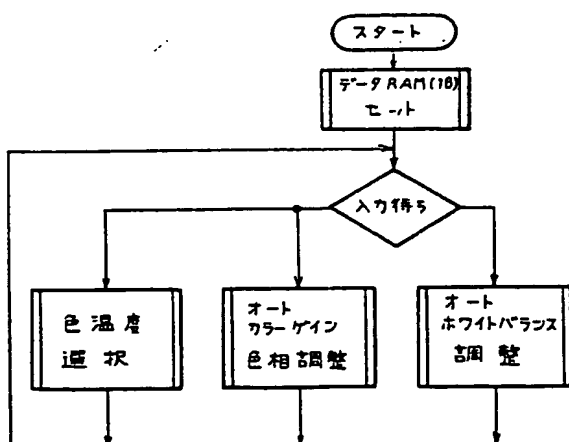 スタート
データRAM(18)
セット
入力待ち
色温度
選択
オート
カラーゲイン
色相調整
オート
ホワイトバランス
調整